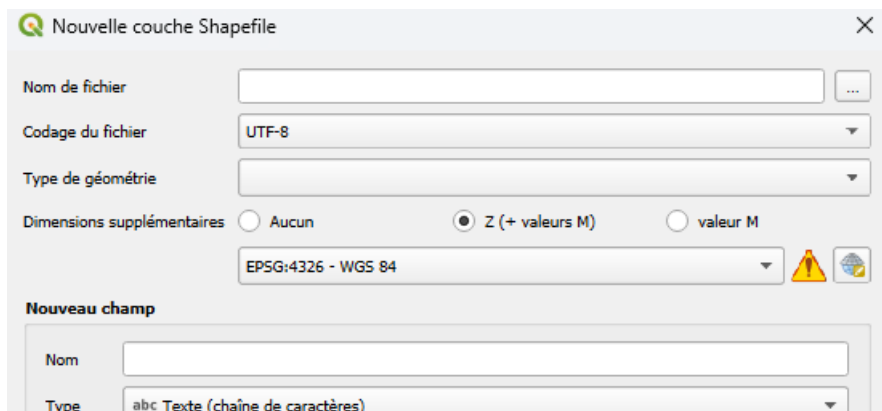 Nouvelle couche Shapefile
Nom de fichier
...
Codage du fichier UTF-8
Type de géométrie
Dimensions supplémentaires Aucun Z (+ valeurs M) valeur M
EPSG:4326 - WGS 84
Nouveau champ
Nom
Type abc Texte (chaîne de caractères)